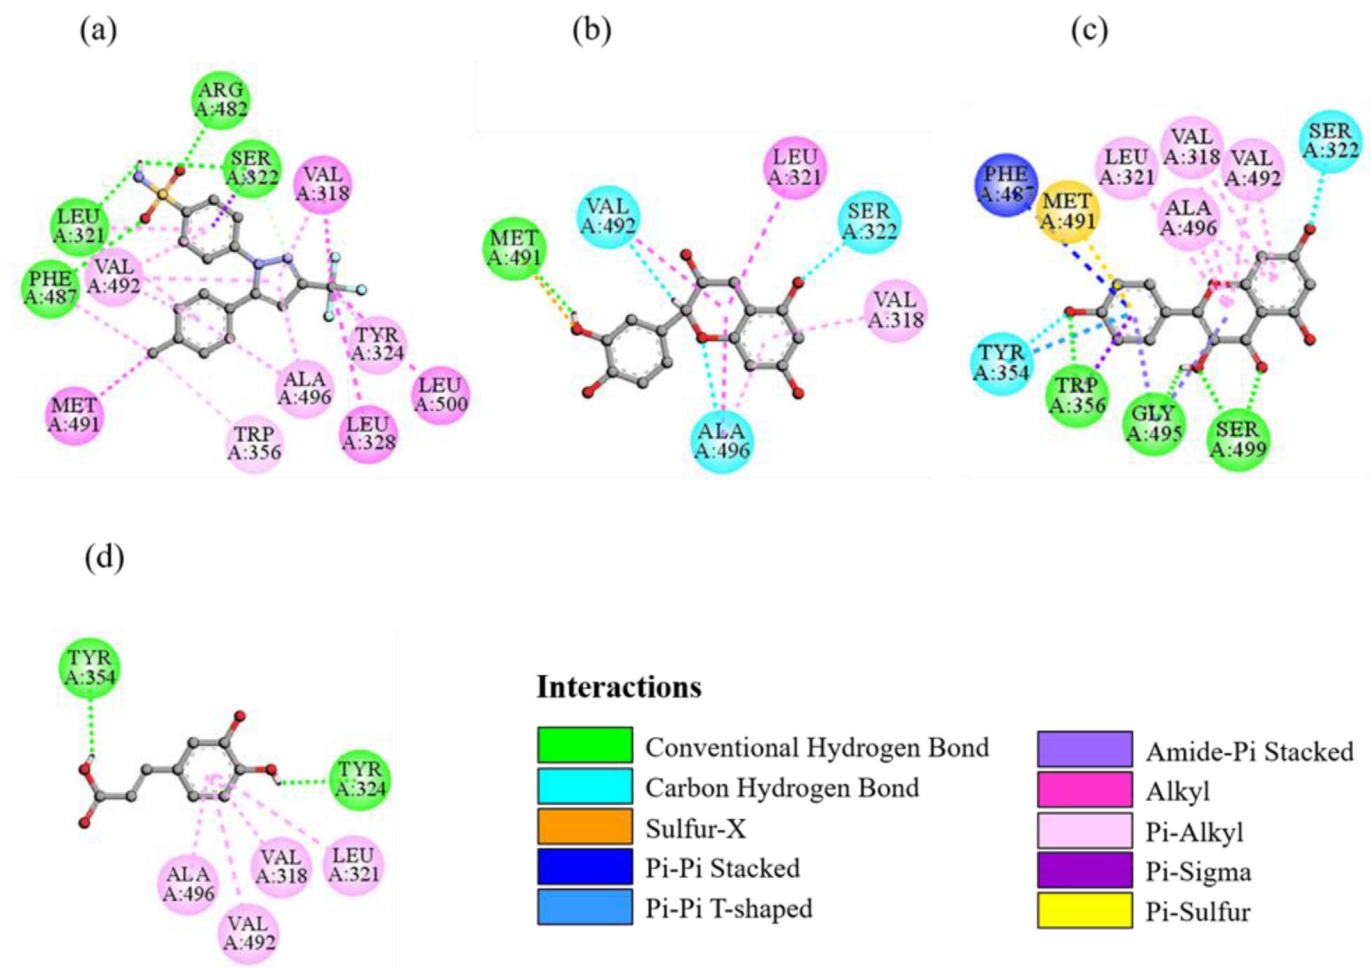 (a)
(b)
(c)
ARG
A:482
SER
A:322
VAL
A:318
LEU
A:321
PHE
A:487
VAL
A:492
TYR
A:324
ALA
A:496
LEU
A:500
MET
A:491
TRP
A:356
LEU
A:328
LEU
A:321
VAL
A:492
SER
A:322
MET
A:491
VAL
A:318
ALA
A:496
SER
A:322
VAL
A:318
LEU
A:321
VAL
A:492
PHE
A:487
MET
A:491
ALA
A:496
TYR
A:354
TRP
A:356
GLY
A:495
SER
A:499
(d)
TYR
A:354
TYR
A:324
ALA
A:496
VAL
A:318
LEU
A:321
VAL
A:492
Interactions
Conventional Hydrogen Bond
Carbon Hydrogen Bond
Sulfur-X
Pi-Pi Stacked
Pi-Pi T-shaped
Amide-Pi Stacked
Alkyl
Pi-Alkyl
Pi-Sigma
Pi-Sulfur